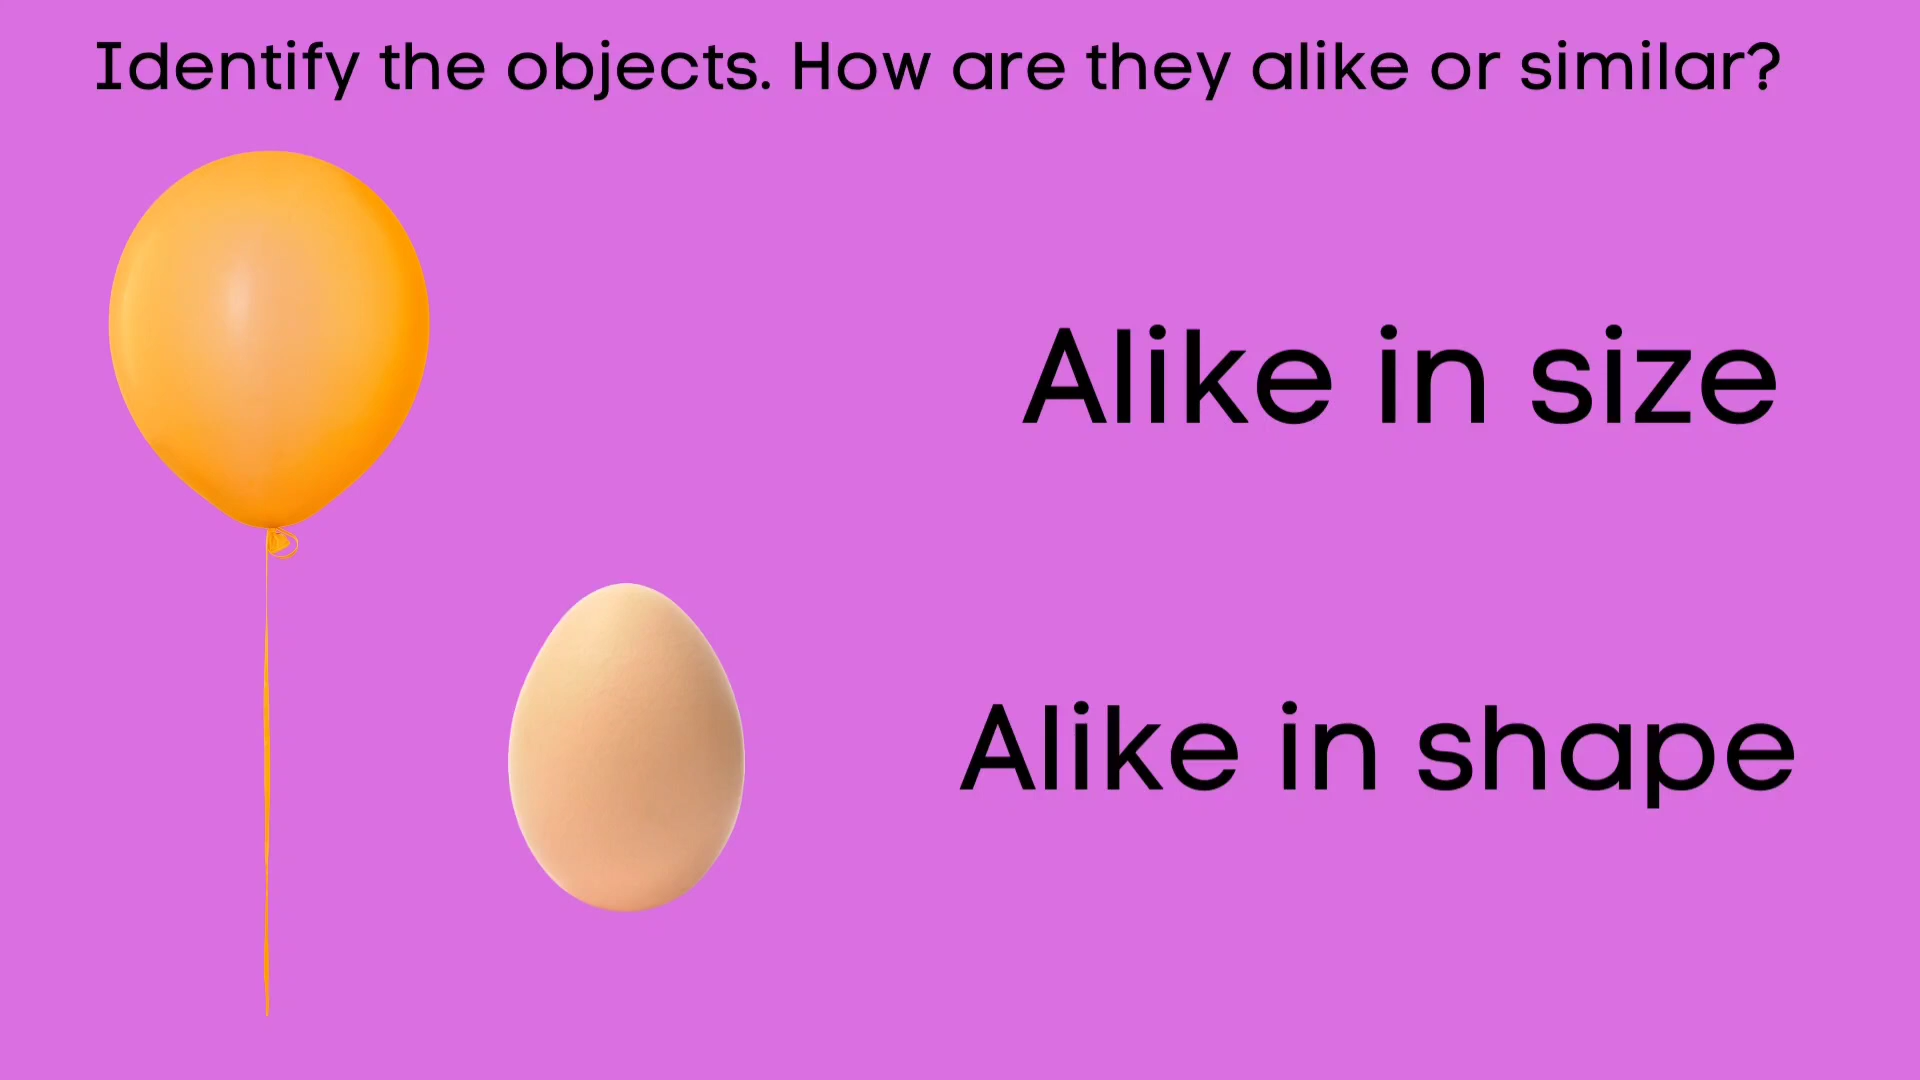 Identify the objects. How are they alike or similar?
Alike in size
Alike in shape